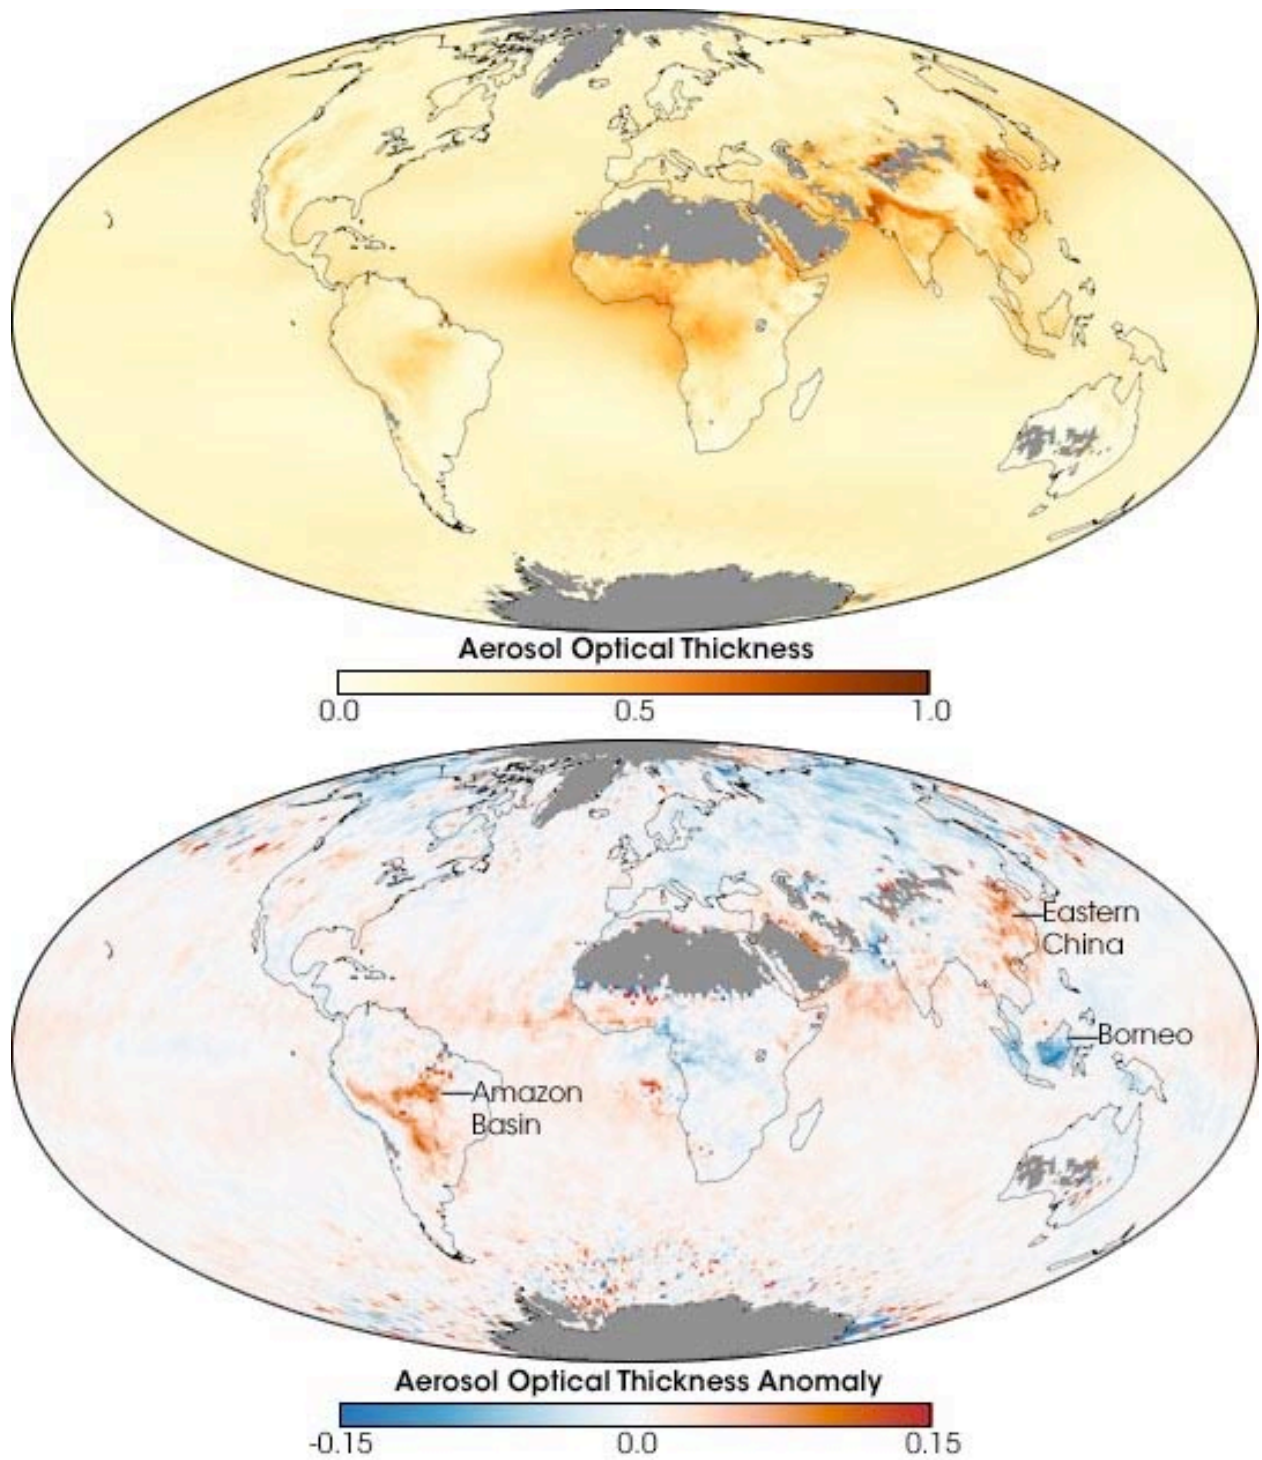 Aerosol Optical Thickness
0.0 0.5 1.0
Eastern
China
Borneo
Amazon
Basin
Aerosol Optical Thickness Anomaly
-0.15 0.0 0.15